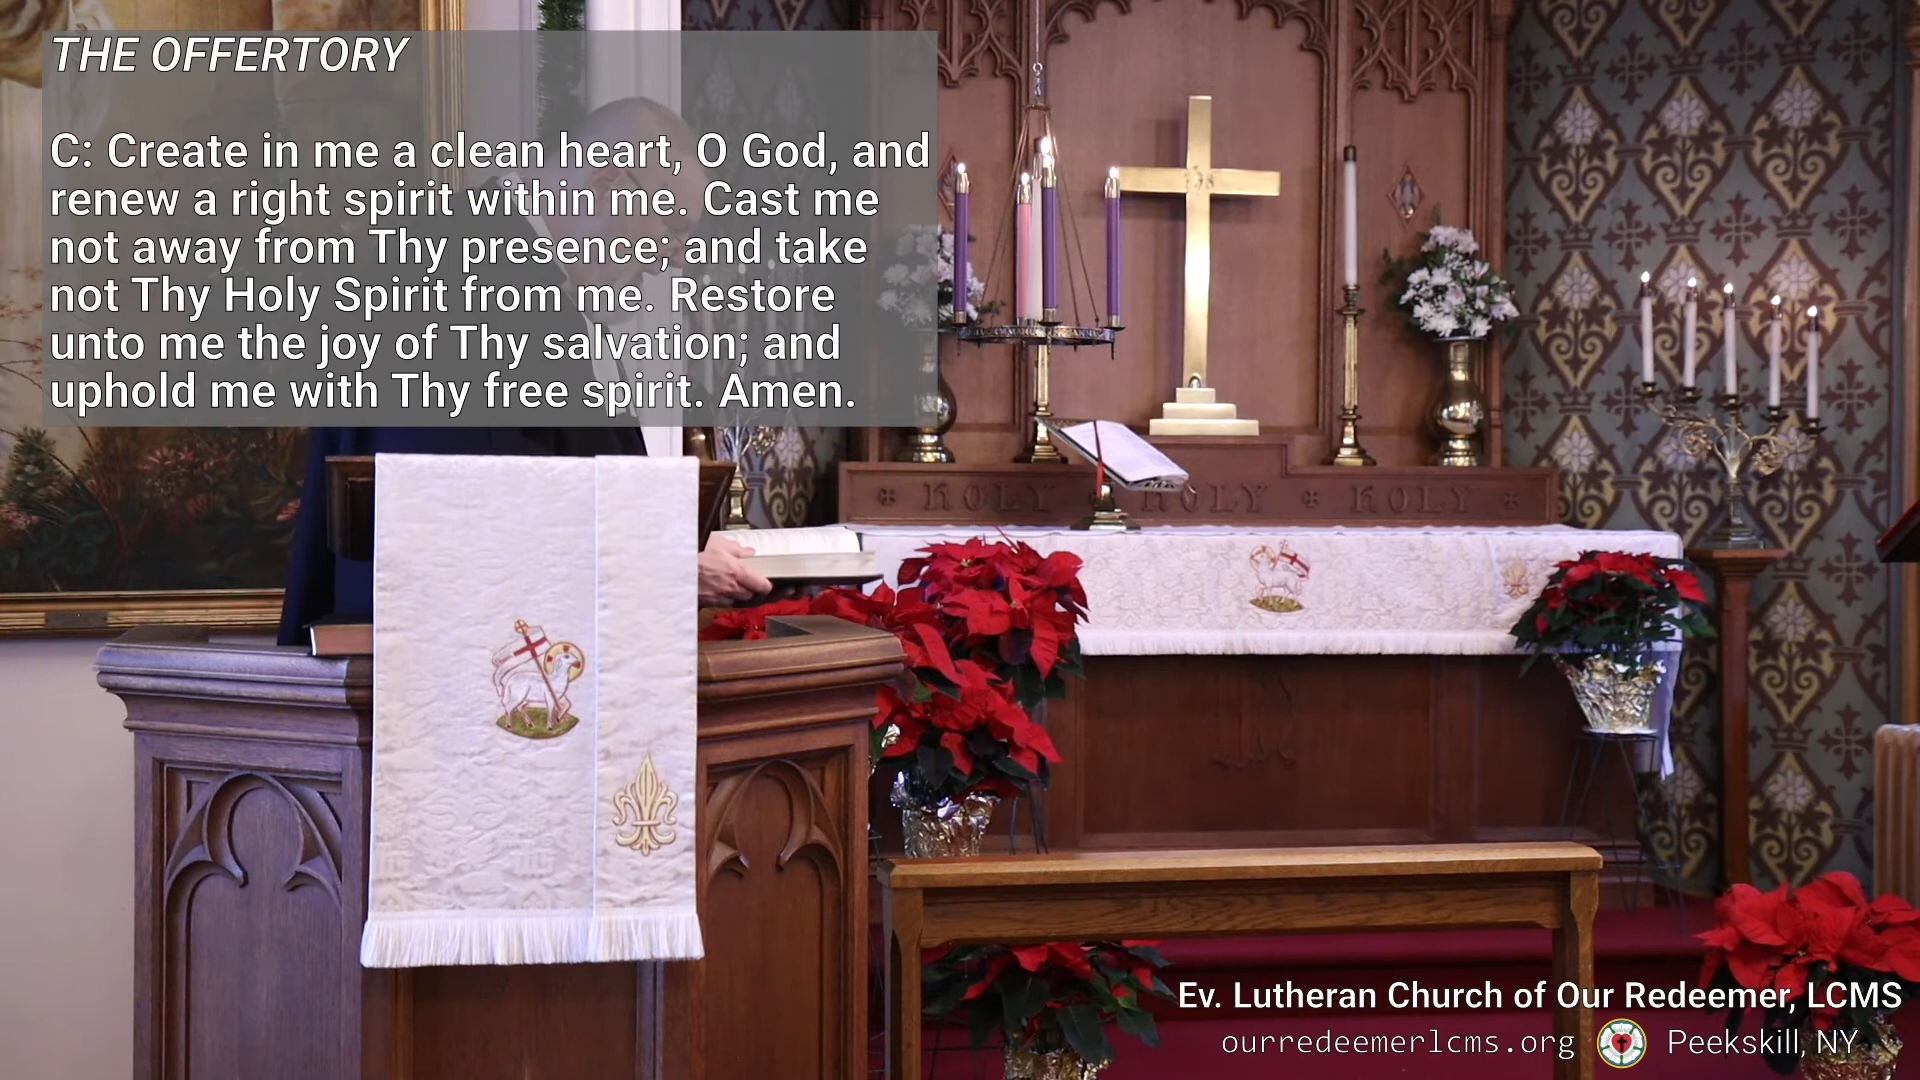 THE OFFERTORY
C: Create in me a clean heart, O God, and
renew a right spirit within me. Cast me
not away from Thy presence; and take
not Thy Holy Spirit from me. Restore
unto me the joy of Thy salvation; and
uphold me with Thy free spirit. Amen.
HOLY HOLY HOLY
Ev. Lutheran Church of Our Redeemer, LCMS
ourredeemerlcms.org Peekskill, NY